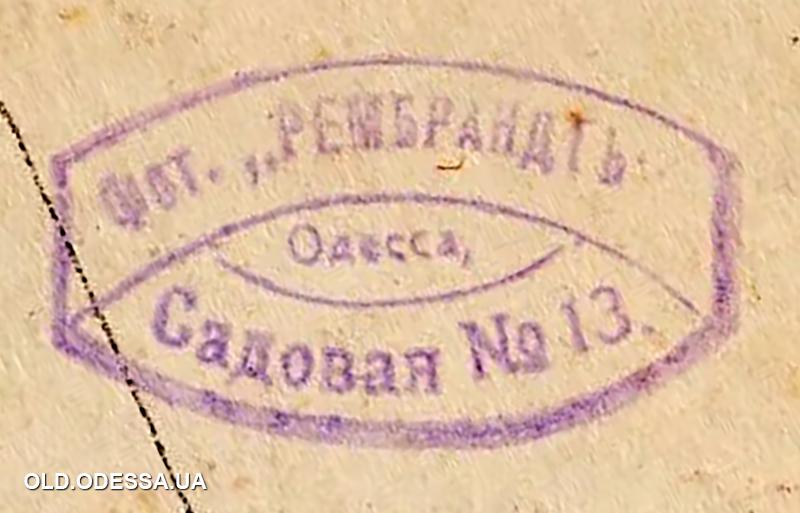 Фот. „РЕМБРАНДТЪ
Одесса,
Садовая № 13.
OLD.ODESSA.UA